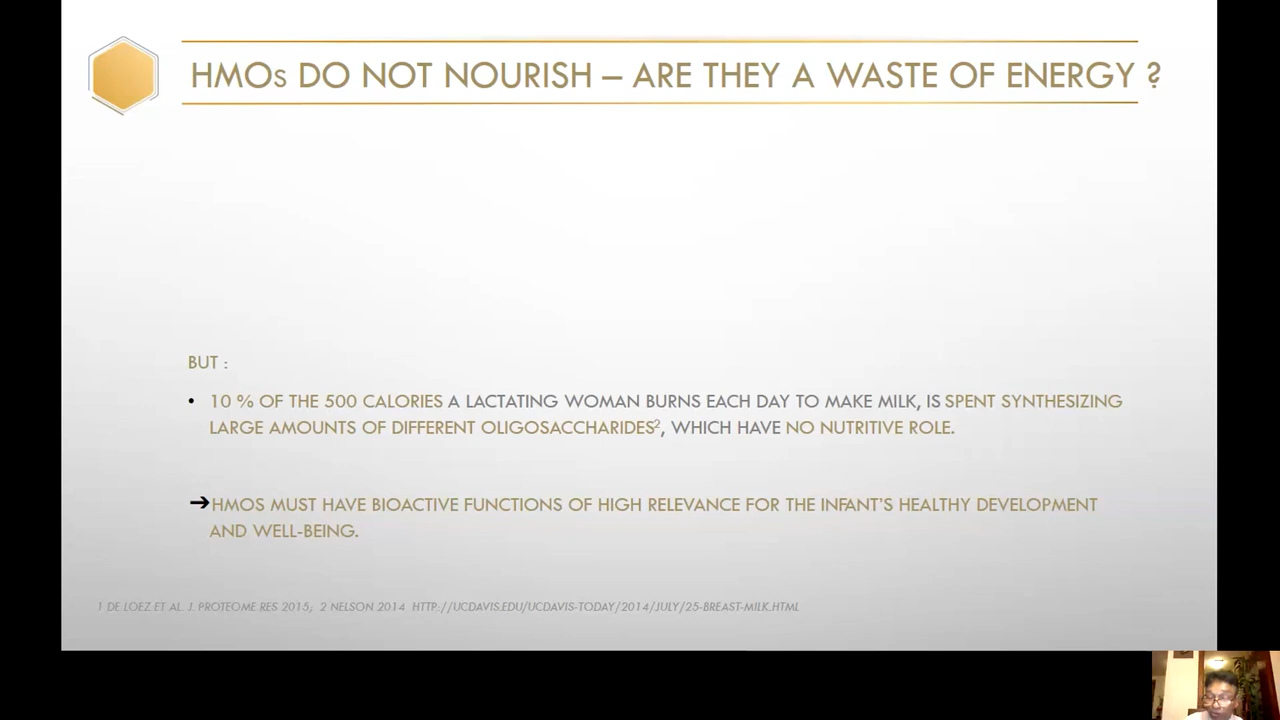 HMOs DO NOT NOURISH – ARE THEY A WASTE OF ENERGY ?
BUT :
• 10 % OF THE 500 CALORIES A LACTATING WOMAN BURNS EACH DAY TO MAKE MILK, IS SPENT SYNTHESIZING
LARGE AMOUNTS OF DIFFERENT OLIGOSACCHARIDES², WHICH HAVE NO NUTRITIVE ROLE.
➔HMOS MUST HAVE BIOACTIVE FUNCTIONS OF HIGH RELEVANCE FOR THE INFANT'S HEALTHY DEVELOPMENT
AND WELL-BEING.
1 DE LOEZ ET AL. J. PROTEOME RES 2015, 2 NELSON 2014 HTTP://UCDAVIS.EDU/UCDAVIS-TODAY/2014/JULY/25-BREAST-MILK.HTML